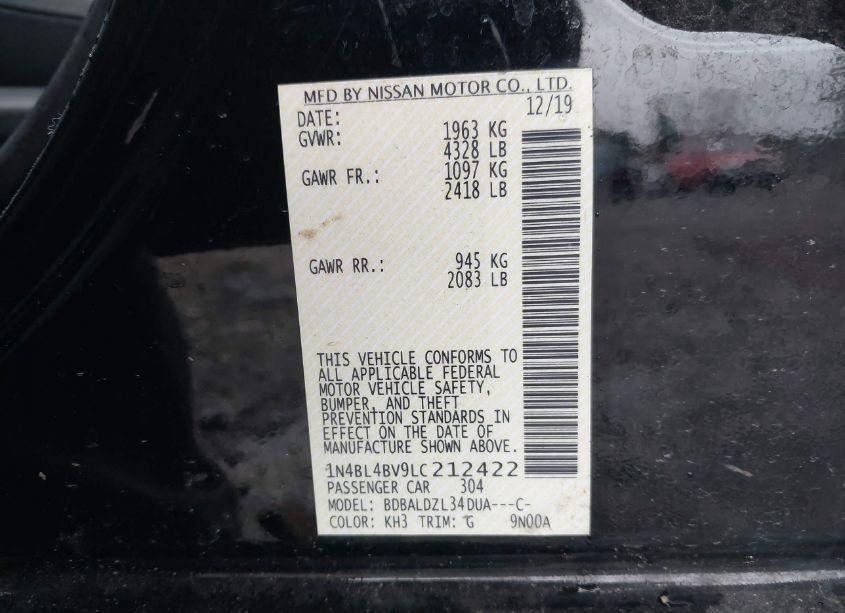 MFD BY NISSAN MOTOR CO., LTD.
DATE: 12/19
GVWR: 1963 KG
4328 LB
GAWR FR.: 1097 KG
2418 LB
GAWR RR.: 945 KG
2083 LB
THIS VEHICLE CONFORMS TO
ALL APPLICABLE FEDERAL
MOTOR VEHICLE SAFETY,
BUMPER, AND THEFT
PREVENTION STANDARDS IN
EFFECT ON THE DATE OF
MANUFACTURE SHOWN ABOVE.
1N4BL4BV9LC212422
PASSENGER CAR 304
MODEL: BDBALDZL34DUA---C-
COLOR: KH3 TRIM: G 9N00A